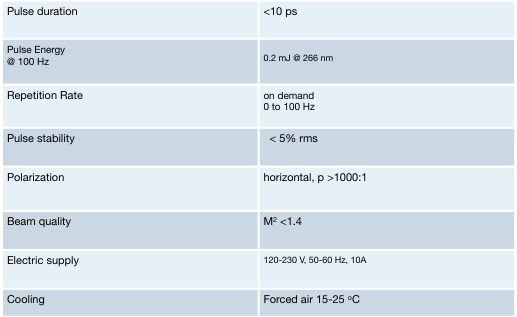 Pulse duration <10 ps
Pulse Energy
@ 100 Hz 0.2 mJ @ 266 nm
Repetition Rate on demand
0 to 100 Hz
Pulse stability < 5% rms
Polarization horizontal, p >1000:1
Beam quality M² <1.4
Electric supply 120-230 V, 50-60 Hz, 10A
Cooling Forced air 15-25 ºC